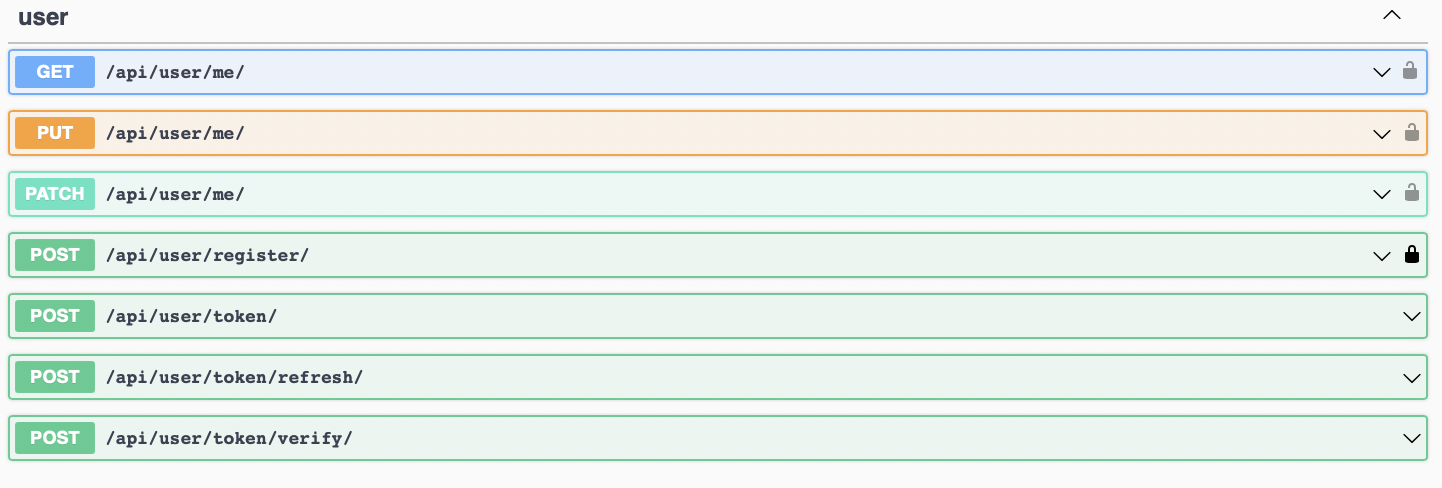 user
GET /api/user/me/
PUT /api/user/me/
PATCH /api/user/me/
POST /api/user/register/
POST /api/user/token/
POST /api/user/token/refresh/
POST /api/user/token/verify/